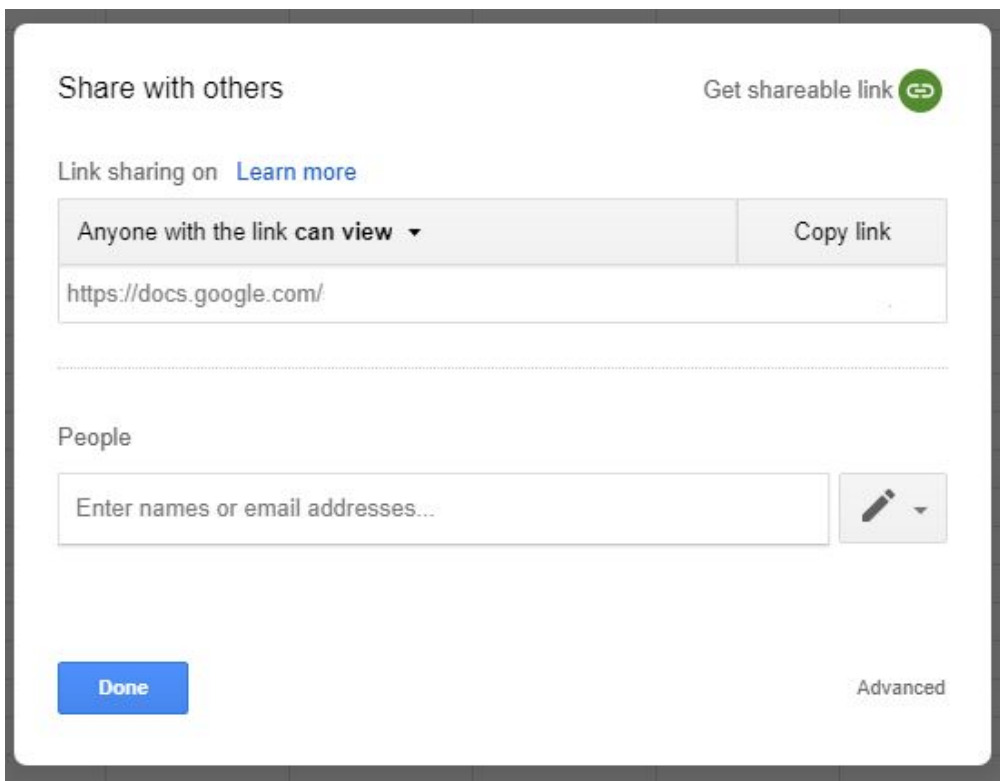 Share with others
Get shareable link
Link sharing on Learn more
Anyone with the link can view
Copy link
https://docs.google.com/
People
Enter names or email addresses...
Done
Advanced